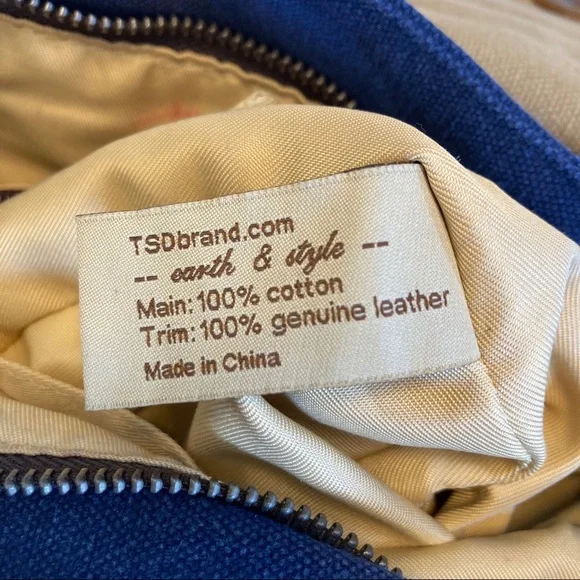 TSDbrand.com
-- earth & style --
Main: 100% cotton
Trim: 100% genuine leather
Made in China